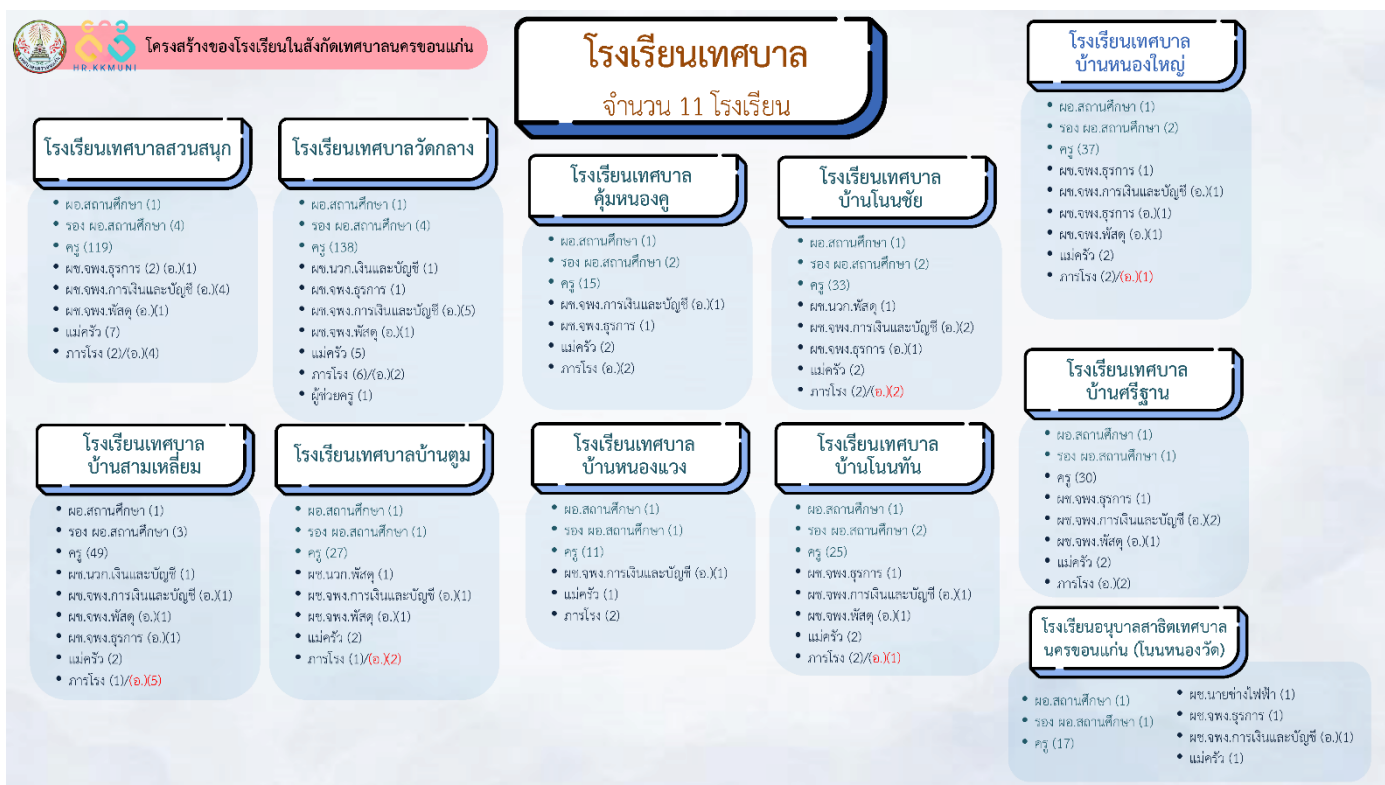 HR.KKMUNI
โครงสร้างของโรงเรียนในสังกัดเทศบาลนครขอนแก่น
โรงเรียนเทศบาล
จำนวน 11 โรงเรียน
โรงเรียนเทศบาลสวนสนุก
• ผอ.สถานศึกษา (1)
• รอง ผอ.สถานศึกษา (4)
• ครู (119)
• ผช.จพง.ธุรการ (2) (อ.)(1)
• ผช.จพง.การเงินและบัญชี (อ.)(4)
• ผช.จพง.พัสดุ (อ.)(1)
• แม่ครัว (7)
• ภารโรง (2)/(อ.)(4)
โรงเรียนเทศบาลวัดกลาง
• ผอ.สถานศึกษา (1)
• รอง ผอ.สถานศึกษา (4)
• ครู (138)
• ผช.นวก.เงินและบัญชี (1)
• ผช.จพง.ธุรการ (1)
• ผช.จพง.การเงินและบัญชี (อ.)(5)
• ผช.จพง.พัสดุ (อ.)(1)
• แม่ครัว (5)
• ภารโรง (6)/(อ.)(2)
• ผู้ช่วยครู (1)
โรงเรียนเทศบาล
คุ้มหนองคู
• ผอ.สถานศึกษา (1)
• รอง ผอ.สถานศึกษา (2)
• ครู (15)
• ผช.จพง.การเงินและบัญชี (อ.)(1)
• ผช.จพง.ธุรการ (1)
• แม่ครัว (2)
• ภารโรง (อ.)(2)
โรงเรียนเทศบาล
บ้านโนนชัย
• ผอ.สถานศึกษา (1)
• รอง ผอ.สถานศึกษา (2)
• ครู (33)
• ผช.นวก.พัสดุ (1)
• ผช.จพง.การเงินและบัญชี (อ.)(2)
• ผช.จพง.ธุรการ (อ.)(1)
• แม่ครัว (2)
• ภารโรง (2)/(อ.)(2)
โรงเรียนเทศบาล
บ้านหนองใหญ่
• ผอ.สถานศึกษา (1)
• รอง ผอ.สถานศึกษา (2)
• ครู (37)
• ผช.จพง.ธุรการ (1)
• ผช.จพง.การเงินและบัญชี (อ.)(1)
• ผช.จพง.ธุรการ (อ.)(1)
• ผช.จพง.พัสดุ (อ.)(1)
• แม่ครัว (2)
• ภารโรง (2)/(อ.)(1)
โรงเรียนเทศบาล
บ้านสามเหลี่ยม
• ผอ.สถานศึกษา (1)
• รอง ผอ.สถานศึกษา (3)
• ครู (49)
• ผช.นวก.เงินและบัญชี (1)
• ผช.จพง.การเงินและบัญชี (อ.)(1)
• ผช.จพง.พัสดุ (อ.)(1)
• ผช.จพง.ธุรการ (อ.)(1)
• แม่ครัว (2)
• ภารโรง (1)/(อ.)(5)
โรงเรียนเทศบาลบ้านตูม
• ผอ.สถานศึกษา (1)
• รอง ผอ.สถานศึกษา (1)
• ครู (27)
• ผช.นวก.พัสดุ (1)
• ผช.จพง.การเงินและบัญชี (อ.)(1)
• ผช.จพง.พัสดุ (อ.)(1)
• แม่ครัว (2)
• ภารโรง (1)/(อ.)(2)
โรงเรียนเทศบาล
บ้านหนองแวง
• ผอ.สถานศึกษา (1)
• รอง ผอ.สถานศึกษา (1)
• ครู (11)
• ผช.จพง.การเงินและบัญชี (อ.)(1)
• แม่ครัว (1)
• ภารโรง (2)
โรงเรียนเทศบาล
บ้านโนนทัน
• ผอ.สถานศึกษา (1)
• รอง ผอ.สถานศึกษา (2)
• ครู (25)
• ผช.จพง.ธุรการ (1)
• ผช.จพง.การเงินและบัญชี (อ.)(1)
• ผช.จพง.พัสดุ (อ.)(1)
• แม่ครัว (2)
• ภารโรง (2)/(อ.)(1)
โรงเรียนเทศบาล
บ้านศรีฐาน
• ผอ.สถานศึกษา (1)
• รอง ผอ.สถานศึกษา (1)
• ครู (30)
• ผช.จพง.ธุรการ (1)
• ผช.จพง.การเงินและบัญชี (อ.)(2)
• ผช.จพง.พัสดุ (อ.)(1)
• แม่ครัว (2)
• ภารโรง (อ.)(2)
โรงเรียนอนุบาลสาธิตเทศบาล
นครขอนแก่น (โนนหนองวัด)
• ผอ.สถานศึกษา (1)
• รอง ผอ.สถานศึกษา (1)
• ครู (17)
• ผช.นายช่างไฟฟ้า (1)
• ผช.จพง.ธุรการ (1)
• ผช.จพง.การเงินและบัญชี (อ.)(1)
• แม่ครัว (1)